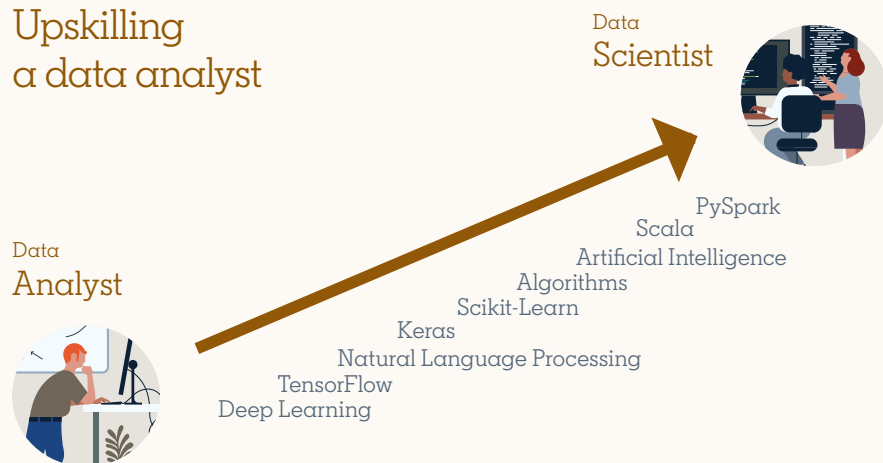 Upskilling
a data analyst
Data
Scientist
PySpark
Scala
Artificial Intelligence
Algorithms
Scikit-Learn
Keras
Natural Language Processing
TensorFlow
Deep Learning
Data
Analyst